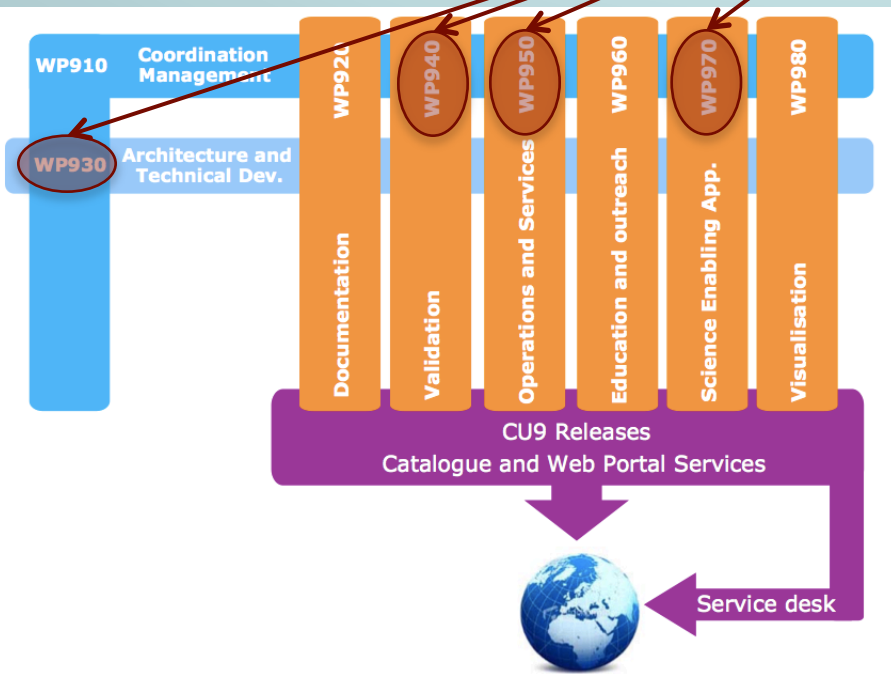 WP910
Coordination
Management
WP920
WP940
WP950
WP960
WP970
WP980
WP930
Architecture and
Technical Dev.
Documentation
Validation
Operations and Services
Education and outreach
Science Enabling App.
Visualisation
CU9 Releases
Catalogue and Web Portal Services
Service desk